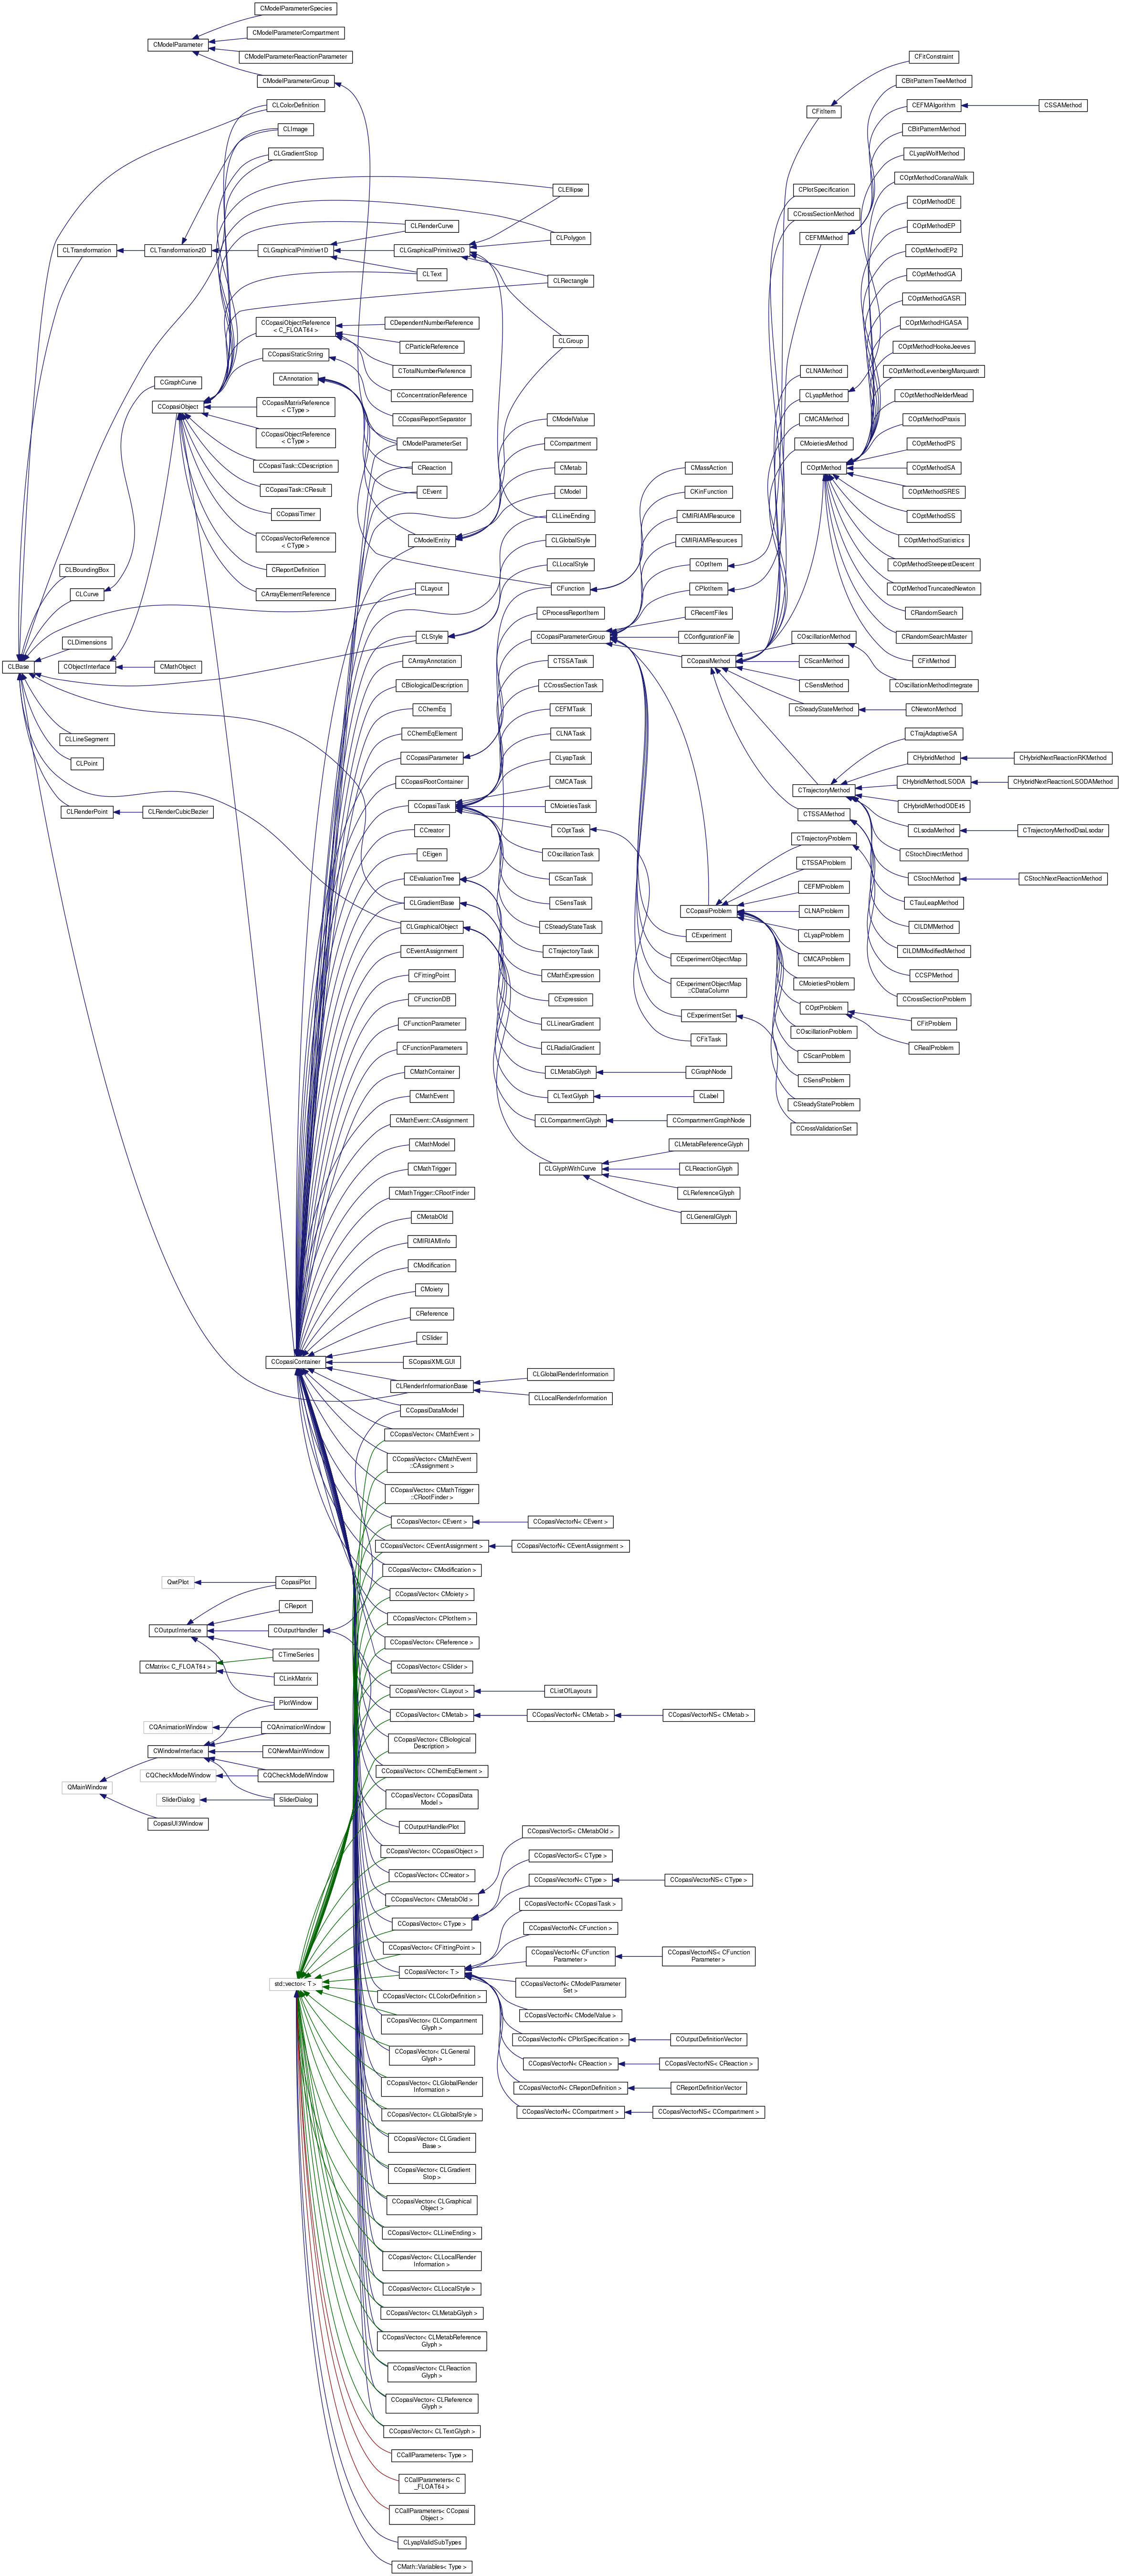 CModelParameterSpecies
CModelParameterCompartment
CModelParameter
CModelParameterReactionParameter
CModelParameterGroup
CLColorDefinition
CLImage
CLGradientStop
CLEllipse
CLRenderCurve
CLPolygon
CLTransformation
CLTransformation2D
CLGraphicalPrimitive1D
CLGraphicalPrimitive2D
CLText
CLRectangle
CCopasiObjectReference
< C_FLOAT64 >
CDependentNumberReference
CParticleReference
CLGroup
CCopasiStaticString
CTotalNumberReference
CAnnotation
CGraphCurve
CConcentrationReference
CCopasiObject
CCopasiMatrixReference
< CType >
CCopasiReportSeparator
CCopasiObjectReference
< CType >
CModelParameterSet
CModelValue
CCompartment
CCopasiTask::CDescription
CReaction
CMetab
CCopasiTask::CResult
CEvent
CModel
CCopasiTimer
CLLineEnding
CCopasiVectorReference
< CType >
CModelEntity
CLGlobalStyle
CReportDefinition
CLLocalStyle
CArrayElementReference
CLBoundingBox
CLCurve
CLayout
CFunction
CProcessReportItem
CLDimensions
CLStyle
CCopasiParameterGroup
CLBase
CObjectInterface
CMathObject
CArrayAnnotation
CTSSATask
CBiologicalDescription
CCrossSectionTask
CChemEq
CEFMTask
CLLineSegment
CChemEqElement
CLNATask
CLPoint
CCopasiParameter
CLyapTask
CCopasiRootContainer
CMCATask
CLRenderPoint
CLRenderCubicBezier
CCopasiTask
CMoietiesTask
CCreator
COptTask
CEigen
COscillationTask
CEvaluationTree
CScanTask
CLGradientBase
CSensTask
CLGraphicalObject
CSteadyStateTask
CEventAssignment
CTrajectoryTask
CFittingPoint
CMathExpression
CFunctionDB
CExpression
CFunctionParameter
CLLinearGradient
CFunctionParameters
CLRadialGradient
CMathContainer
CLMetabGlyph
CGraphNode
CMathEvent
CLTextGlyph
CLabel
CMathEvent::CAssignment
CLCompartmentGlyph
CCompartmentGraphNode
CMathModel
CLMetabReferenceGlyph
CMathTrigger
CLGlyphWithCurve
CLReactionGlyph
CMathTrigger::CRootFinder
CLReferenceGlyph
CMetabOld
CLGeneralGlyph
CMIRIAMInfo
CModification
CMoiety
CReference
CSlider
CCopasiContainer
SCopasiXMLGUI
CLRenderInformationBase
CLGlobalRenderInformation
CLLocalRenderInformation
CCopasiDataModel
CFitConstraint
CBitPatternTreeMethod
CFitItem
CEFMAlgorithm
CSSAMethod
CBitPatternMethod
CLyapWolfMethod
COptMethodCoranaWalk
CPlotSpecification
COptMethodDE
CCrossSectionMethod
COptMethodEP
CEFMMethod
COptMethodEP2
COptMethodGA
COptMethodGASR
COptMethodHGASA
COptMethodHookeJeeves
CLNAMethod
COptMethodLevenbergMarquardt
CLyapMethod
COptMethodNelderMead
CMCAMethod
COptMethodPraxis
CMoietiesMethod
COptMethodPS
CMassAction
COptMethod
COptMethodSA
CKinFunction
COptMethodSRES
CMIRIAMResource
COptMethodSS
CMIRIAMResources
COptMethodStatistics
COptItem
COptMethodSteepestDescent
CPlotItem
COptMethodTruncatedNewton
CRecentFiles
CRandomSearch
CConfigurationFile
COscillationMethod
CRandomSearchMaster
CCopasiMethod
CScanMethod
CFitMethod
CSensMethod
COscillationMethodIntegrate
CSteadyStateMethod
CNewtonMethod
CTrajAdaptiveSA
CHybridMethod
CHybridNextReactionRKMethod
CTrajectoryMethod
CHybridMethodLSODA
CHybridNextReactionLSODAMethod
CHybridMethodODE45
CTSSAMethod
CLsodaMethod
CTrajectoryMethodDsaLsodar
CTrajectoryProblem
CStochDirectMethod
CTSSAProblem
CStochMethod
CStochNextReactionMethod
CEFMProblem
CTauLeapMethod
CCopasiProblem
CLNAProblem
CILDMMethod
CExperiment
CLyapProblem
CILDMModifiedMethod
CExperimentObjectMap
CMCAProblem
CCSPMethod
CExperimentObjectMap
::CDataColumn
CMoietiesProblem
CCrossSectionProblem
CExperimentSet
COptProblem
CFitProblem
CFitTask
COscillationProblem
CRealProblem
CScanProblem
CSensProblem
CSteadyStateProblem
CCrossValidationSet
CCopasiVector< CMathEvent >
CCopasiVector< CMathEvent
::CAssignment >
CCopasiVector< CMathTrigger
::CRootFinder >
CCopasiVector< CEvent >
CCopasiVectorN< CEvent >
CCopasiVector< CEventAssignment >
CCopasiVectorN< CEventAssignment >
CCopasiVector< CModification >
QwtPlot
CopasiPlot
CCopasiVector< CMoiety >
CReport
CCopasiVector< CPlotItem >
COutputInterface
COutputHandler
CCopasiVector< CReference >
CTimeSeries
CMatrix< C_FLOAT64 >
CCopasiVector< CSlider >
CLinkMatrix
CCopasiVector< CLayout >
CListOfLayouts
PlotWindow
CCopasiVector< CMetab >
CCopasiVectorN< CMetab >
CCopasiVectorNS< CMetab >
CQAnimationWindow
CQAnimationWindow
CCopasiVector< CBiological
Description >
CWindowInterface
CQNewMainWindow
CCopasiVector< CChemEqElement >
CQCheckModelWindow
CQCheckModelWindow
QMainWindow
CCopasiVector< CCopasiData
Model >
SliderDialog
SliderDialog
CopasiUI3Window
COutputHandlerPlot
CCopasiVectorS< CMetabOld >
CCopasiVector< CCopasiObject >
CCopasiVectorS< CType >
CCopasiVector< CCreator >
CCopasiVectorN< CType >
CCopasiVectorNS< CType >
CCopasiVector< CMetabOld >
CCopasiVectorN< CCopasiTask >
CCopasiVector< CType >
CCopasiVectorN< CFunction >
CCopasiVector< CFittingPoint >
CCopasiVectorN< CFunction
Parameter >
CCopasiVectorNS< CFunction
Parameter >
CCopasiVector< T >
std::vector< T >
CCopasiVectorN< CModelParameter
Set >
CCopasiVector< CLColorDefinition >
CCopasiVectorN< CModelValue >
CCopasiVector< CLCompartment
Glyph >
CCopasiVectorN< CPlotSpecification >
COutputDefinitionVector
CCopasiVector< CLGeneral
Glyph >
CCopasiVectorN< CReaction >
CCopasiVectorNS< CReaction >
CCopasiVector< CLGlobalRender
Information >
CCopasiVectorN< CReportDefinition >
CReportDefinitionVector
CCopasiVector< CLGlobalStyle >
CCopasiVectorN< CCompartment >
CCopasiVectorNS< CCompartment >
CCopasiVector< CLGradient
Base >
CCopasiVector< CLGradient
Stop >
CCopasiVector< CLGraphical
Object >
CCopasiVector< CLLineEnding >
CCopasiVector< CLLocalRender
Information >
CCopasiVector< CLLocalStyle >
CCopasiVector< CLMetabGlyph >
CCopasiVector< CLMetabReference
Glyph >
CCopasiVector< CLReaction
Glyph >
CCopasiVector< CLReference
Glyph >
CCopasiVector< CLTextGlyph >
CCallParameters< Type >
CCallParameters< C
_FLOAT64 >
CCallParameters< CCopasi
Object >
CLyapValidSubTypes
CMath::Variables< Type >